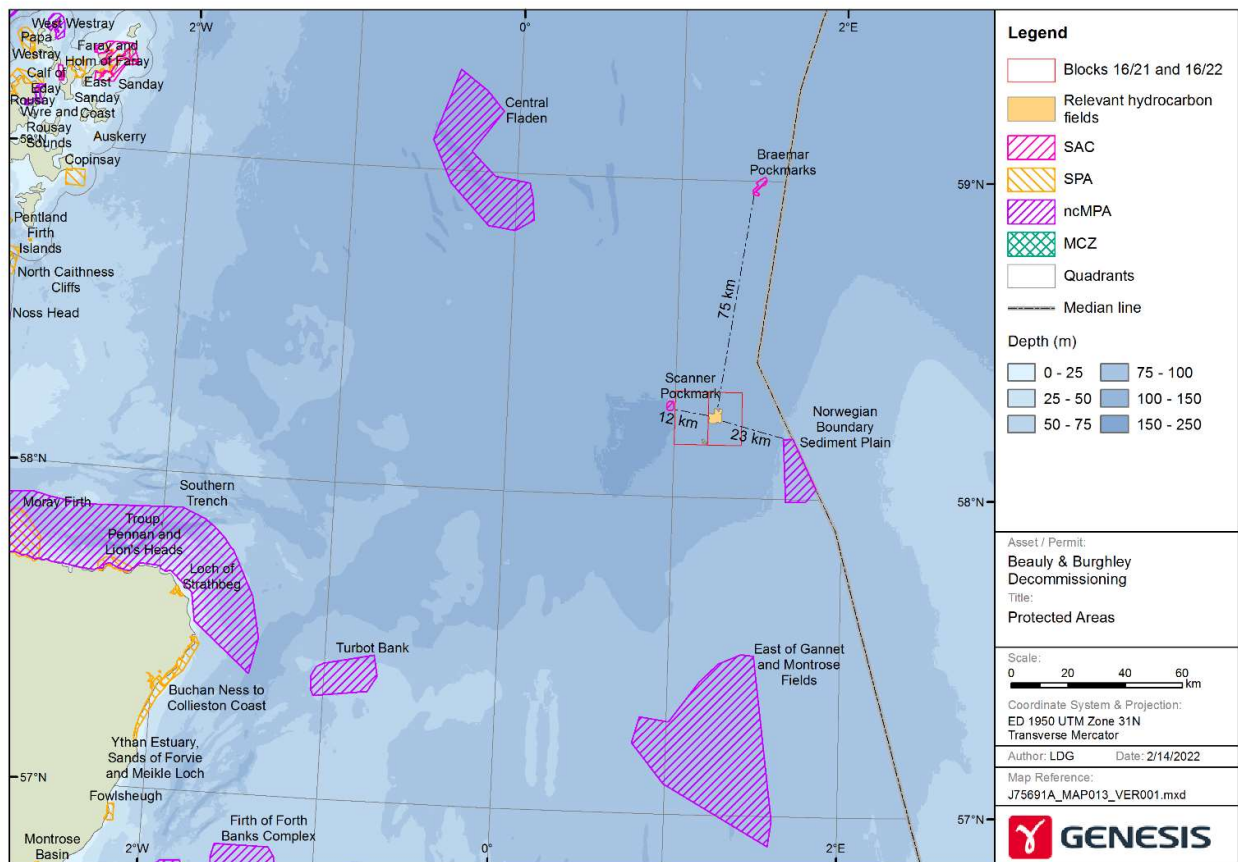 2°W
0°
2°E
West Westray
Papa
Westray
Faray and
Holm of Faray
Calf of
Eday
East
Sanday
Sanday
Coast
Rousay
Wyre and
Rousay
Sounds
59°N
Auskerry
Copinsay
Pentland
Firth
Islands
North Caithness
Cliffs
Noss Head
Central
Fladen
Braemar
Pockmarks
59°N
75 km
Scanner
Pockmark
12 km
23 km
Norwegian
Boundary
Sediment Plain
58°N
58°N
Southern
Trench
Moray Firth
Troup,
Pennan and
Lion's Heads
Loch of
Strathbeg
Turbot Bank
East of Gannet
and Montrose
Fields
Buchan Ness to
Collieston Coast
Ythan Estuary,
Sands of Forvie
and Meikle Loch
57°N
Fowlsheugh
Firth of Forth
Banks Complex
57°N
Montrose
Basin
2°W
0°
2°E
Legend
Blocks 16/21 and 16/22
Relevant hydrocarbon
fields
SAC
SPA
ncMPA
MCZ
Quadrants
Median line
Depth (m)
0 - 25
75 - 100
25 - 50
100 - 150
50 - 75
150 - 250
Asset / Permit:
Beauly & Burghley
Decommissioning
Title:
Protected Areas
Scale:
0 20 40 60
km
Coordinate System & Projection:
ED 1950 UTM Zone 31N
Transverse Mercator
Author: LDG Date: 2/14/2022
Map Reference:
J75691A_MAP013_VER001.mxd
GENESIS